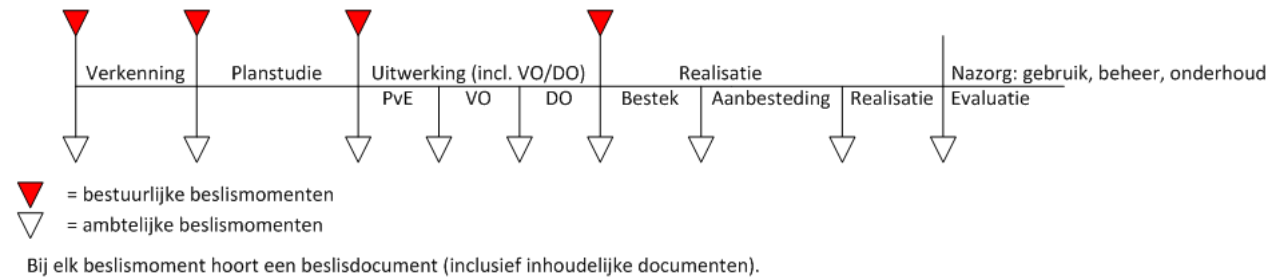 Verkenning Planstudie Uitwerking (incl. VO/DO) Realisatie Nazorg: gebruik, beheer, onderhoud
PvE VO DO Bestek Aanbesteding Realisatie Evaluatie
= bestuurlijke beslismomenten
= ambtelijke beslismomenten
Bij elk beslismoment hoort een beslisdocument (inclusief inhoudelijke documenten).